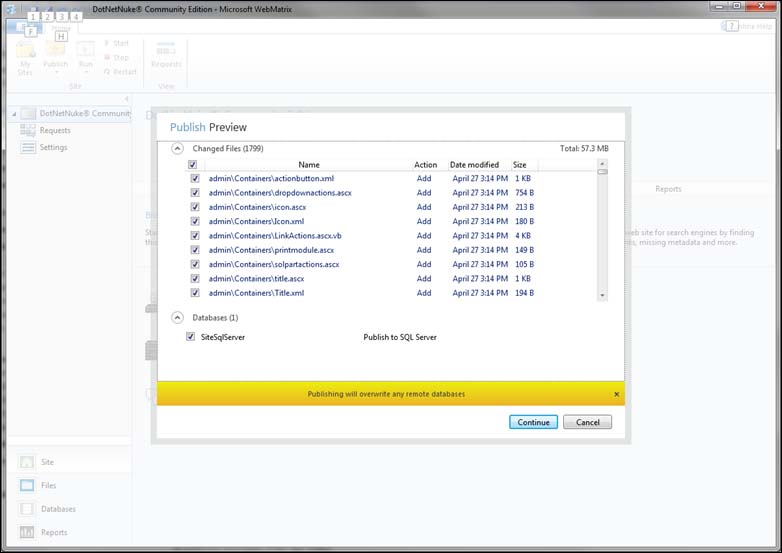 DotNetNuke® Community Edition - Microsoft WebMatrix
1 2 3 4
F
H
?
Online Help
My Sites
Publish
Run
Start
Stop
Restart
Requests
Site
View
DotNetNuke® Community
Requests
Settings
Publish Preview
Changed Files (1799) Total: 57.3 MB
Name Action Date modified Size
admin\Containers\actionbutton.xml Add April 27 3:14 PM 1 KB
admin\Containers\dropdownactions.ascx Add April 27 3:14 PM 754 B
admin\Containers\icon.ascx Add April 27 3:14 PM 213 B
admin\Containers\Icon.xml Add April 27 3:14 PM 180 B
admin\Containers\LinkActions.ascx.vb Add April 27 3:14 PM 4 KB
admin\Containers\printmodule.ascx Add April 27 3:14 PM 149 B
admin\Containers\solpartactions.ascx Add April 27 3:14 PM 105 B
admin\Containers\title.ascx Add April 27 3:14 PM 1 KB
admin\Containers\Title.xml Add April 27 3:14 PM 194 B
Databases (1)
SiteSqlServer Publish to SQL Server
Publishing will overwrite any remote databases
Continue Cancel
Reports
web site for search engines by finding
missing metadata and more.
Site
Files
Databases
Reports